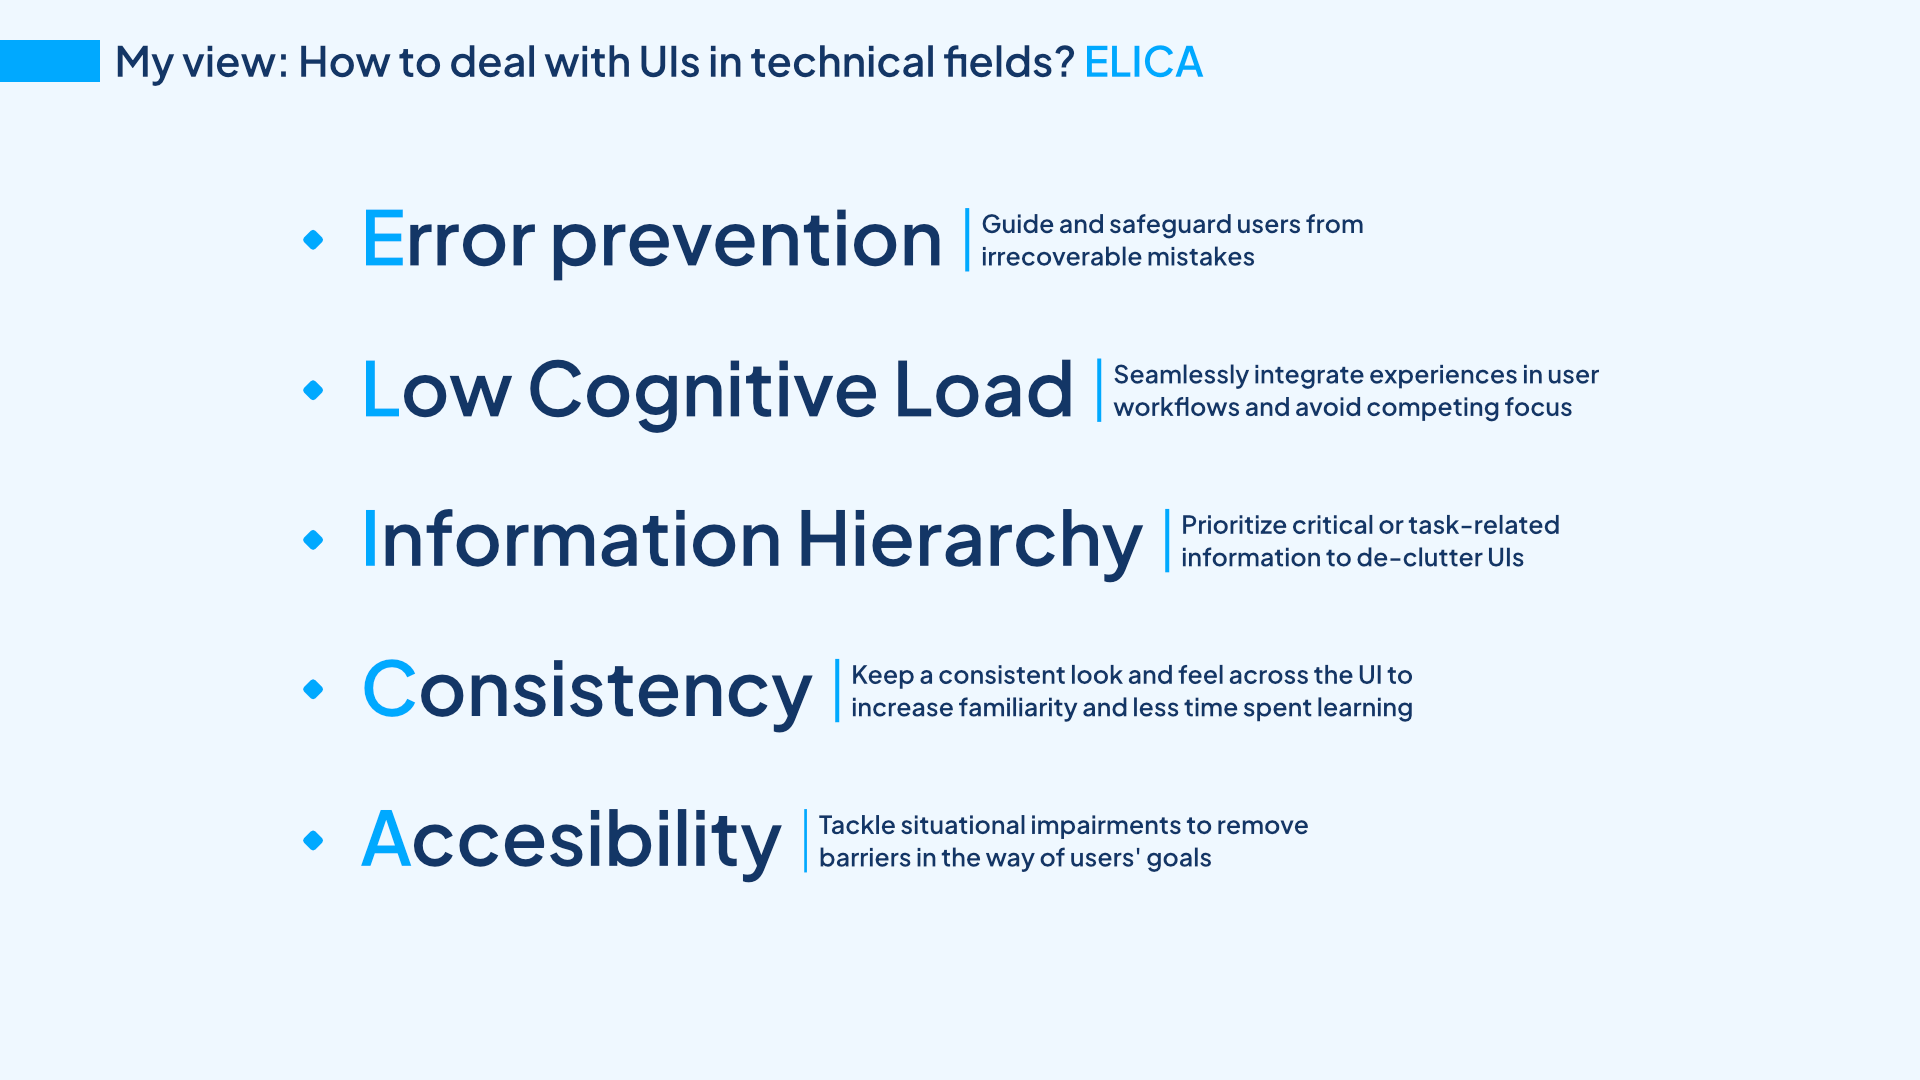 My view: How to deal with UIs in technical fields? ELICA
Error prevention
Guide and safeguard users from
irrecoverable mistakes
Low Cognitive Load
Seamlessly integrate experiences in user
workflows and avoid competing focus
Information Hierarchy
Prioritize critical or task-related
information to de-clutter UIs
Consistency
Keep a consistent look and feel across the UI to
increase familiarity and less time spent learning
Accesibility
Tackle situational impairments to remove
barriers in the way of users' goals